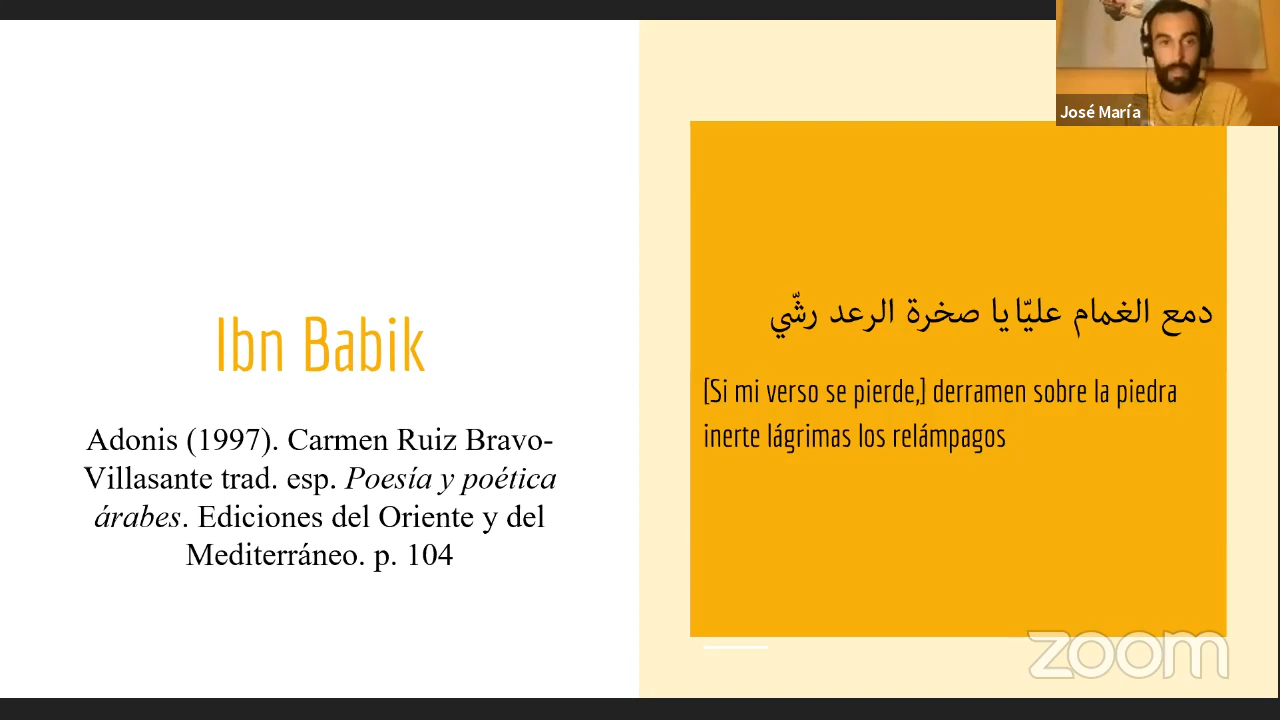 José María
Ibn Babik
Adonis (1997). Carmen Ruiz Bravo-
Villasante trad. esp. Poesía y poética
árabes. Ediciones del Oriente y del
Mediterráneo. p. 104
دمع الغمام عليّا يا صخرة الرعد رشّي
[Si mi verso se pierde,] derramen sobre la piedra
inerte lágrimas los relámpagos
zoom